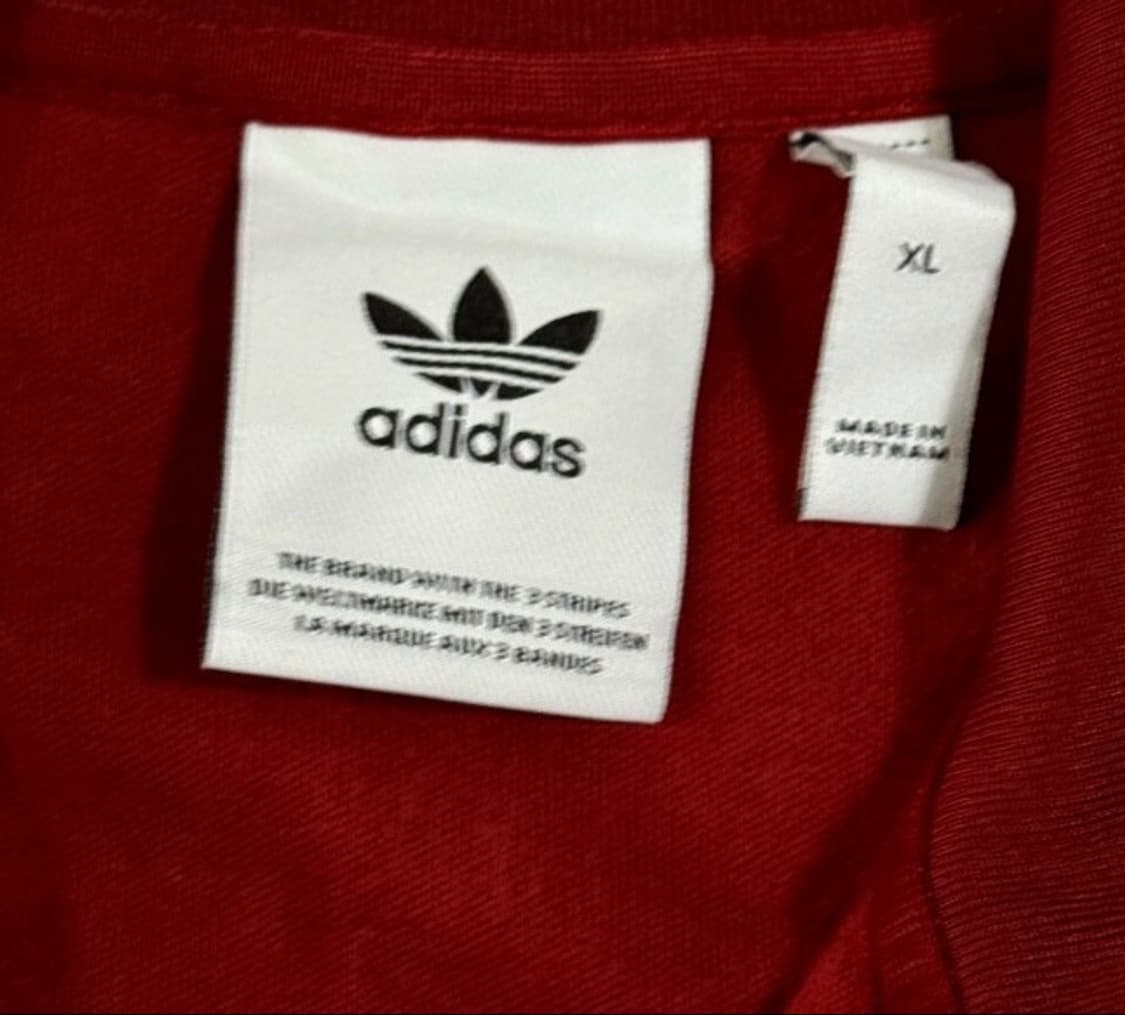 adidas
THE BRAND WITH THE 3 STRIPES
DIE WELTMARKE MIT DEN 3 STREIFEN
LA MARQUE AUX 3 BANDES
XL
MADE IN
VIETNAM